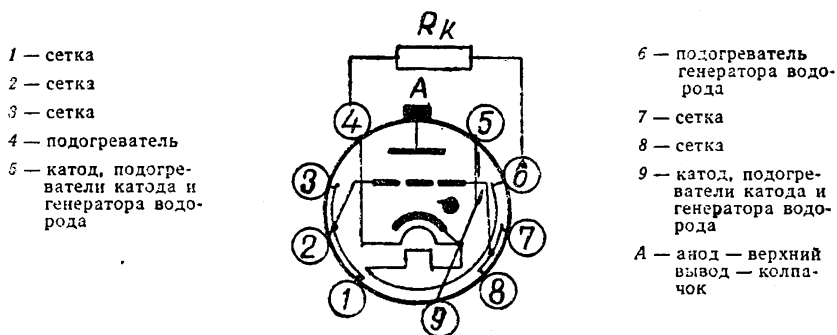 1 — сетка
2 — сетка
3 — сетка
4 — подогреватель
5 — катод, подогре-
ватели катода и
генератора водо-
рода
Rк
А
4
5
3
6
2
7
1
9
8
6 — подогреватель
генератора водо-
рода
7 — сетка
8 — сетка
9 — катод, подогре-
ватели катода и
генератора водо-
рода
А — анод — верхний
вывод — колпа-
чок